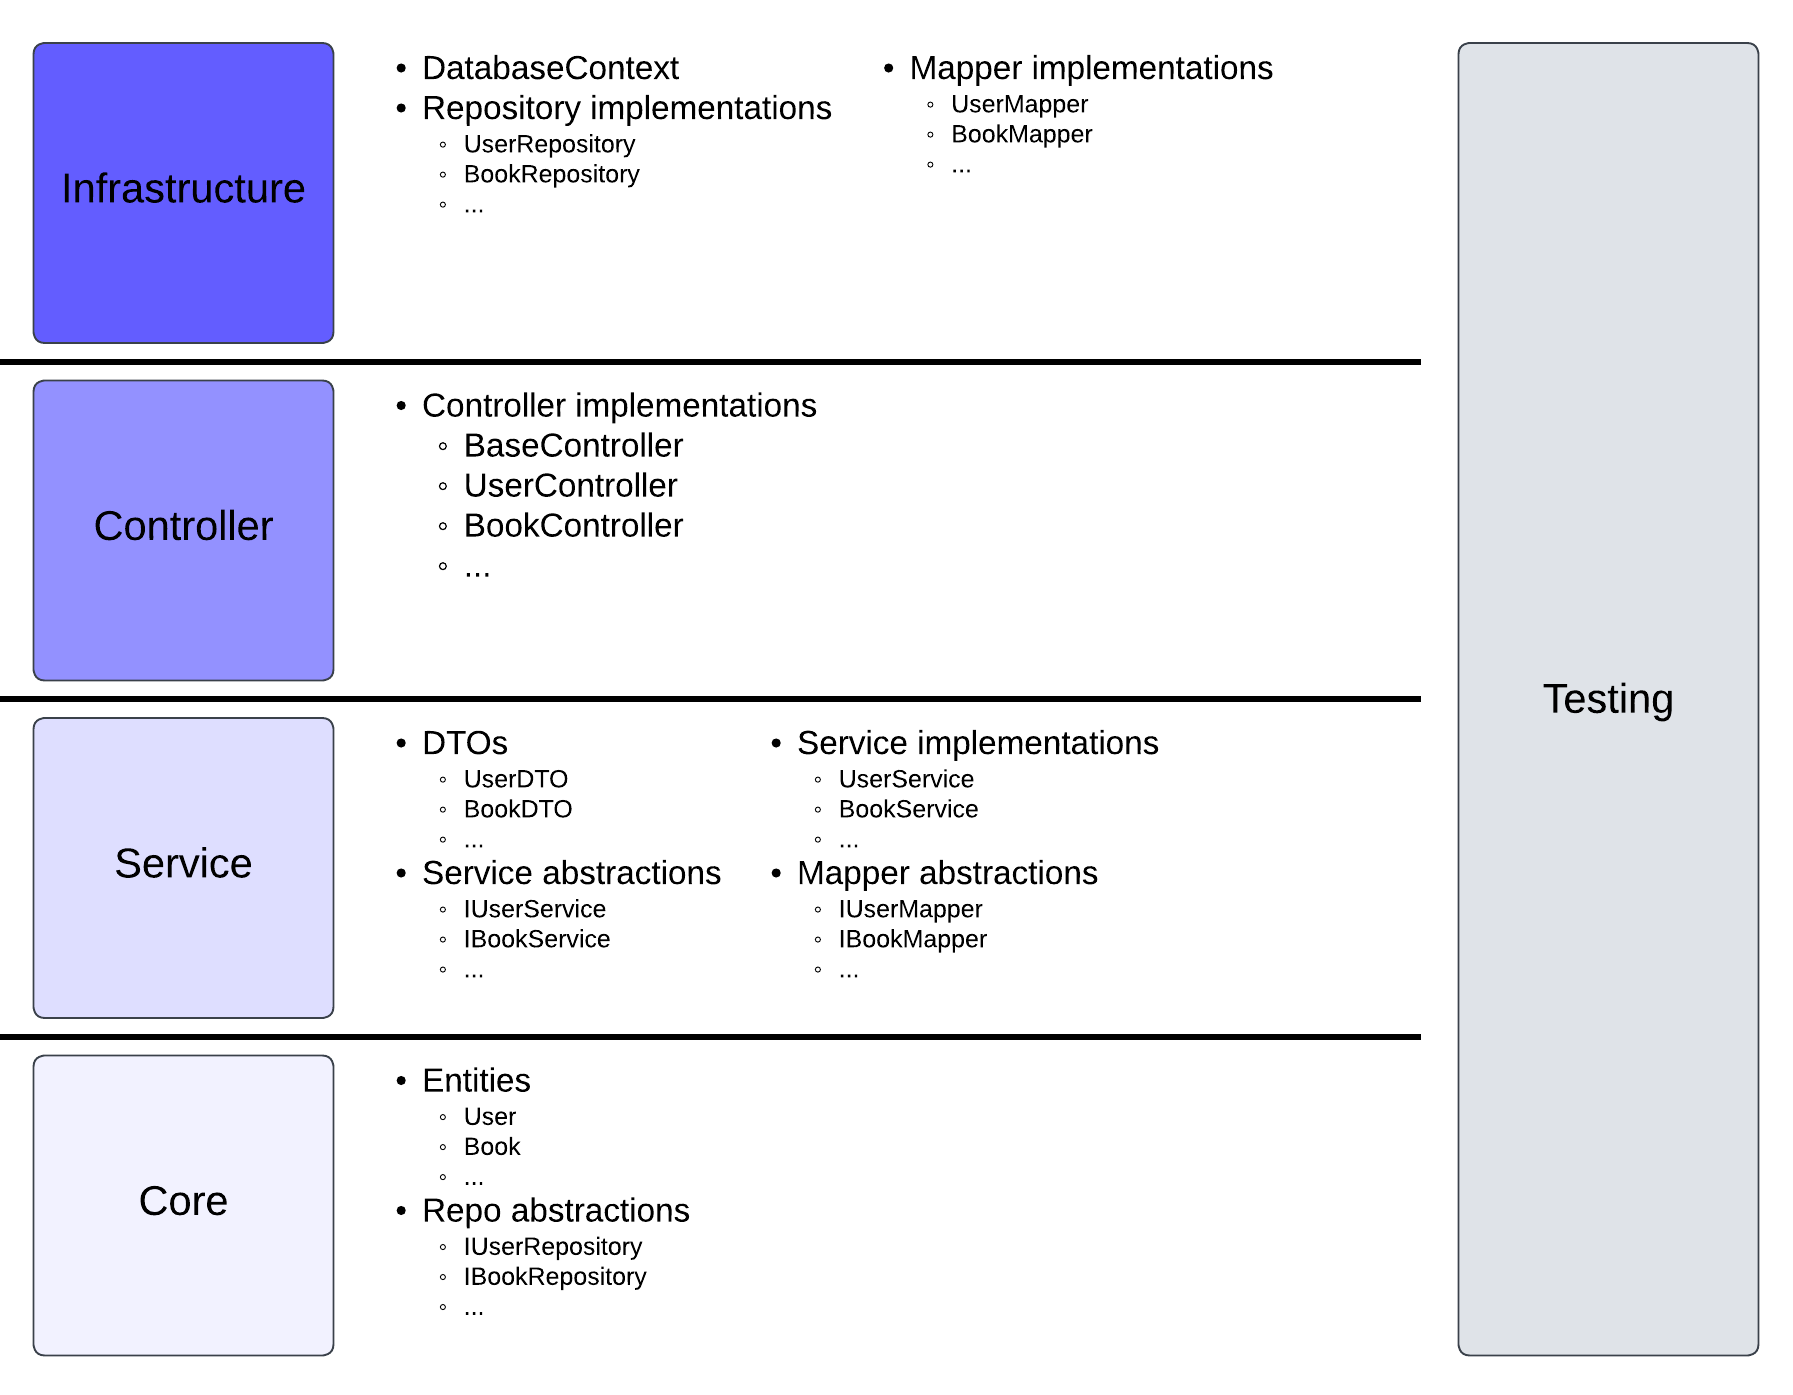 Infrastructure
• DatabaseContext
• Repository implementations
◦ UserRepository
◦ BookRepository
◦ ...
• Mapper implementations
◦ UserMapper
◦ BookMapper
◦ ...
Controller
• Controller implementations
◦ BaseController
◦ UserController
◦ BookController
◦ ...
Service
• DTOs
◦ UserDTO
◦ BookDTO
◦ ...
• Service abstractions
◦ IUserService
◦ IBookService
◦ ...
• Service implementations
◦ UserService
◦ BookService
◦ ...
• Mapper abstractions
◦ IUserMapper
◦ IBookMapper
◦ ...
Core
• Entities
◦ User
◦ Book
◦ ...
• Repo abstractions
◦ IUserRepository
◦ IBookRepository
◦ ...
Testing